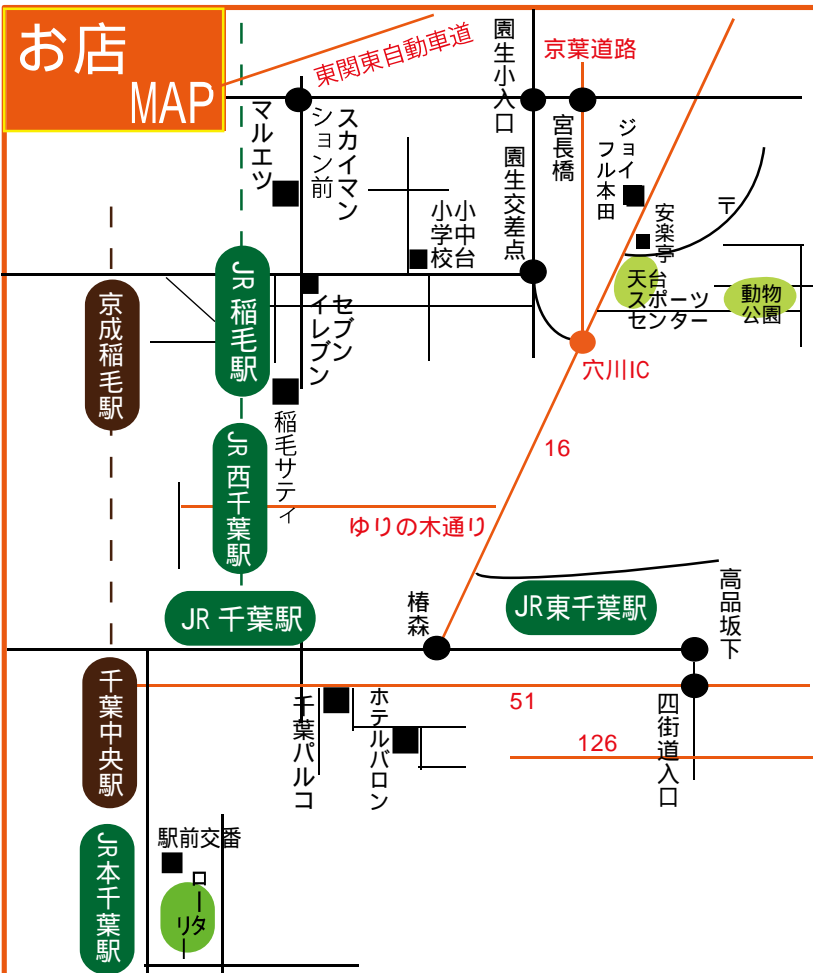 お店
MAP
東関東自動車道
園生小入口
京葉道路
マルエツ
スカイマン
ション前
園生交差点
宮長橋
ジョイ
フル本田
小中台
小学校
安楽亭
〒
天台
スポーツ
センター
動物
公園
JR稲毛駅
京成稲毛駅
セブン
イレブン
穴川IC
稲毛サティ
16
JR西千葉駅
ゆりの木通り
JR千葉駅
椿森
JR東千葉駅
高品坂下
千葉中央駅
千葉パルコ
ホテルバロン
51
126
四街道入口
駅前交番
ロータ
リー
JR本千葉駅